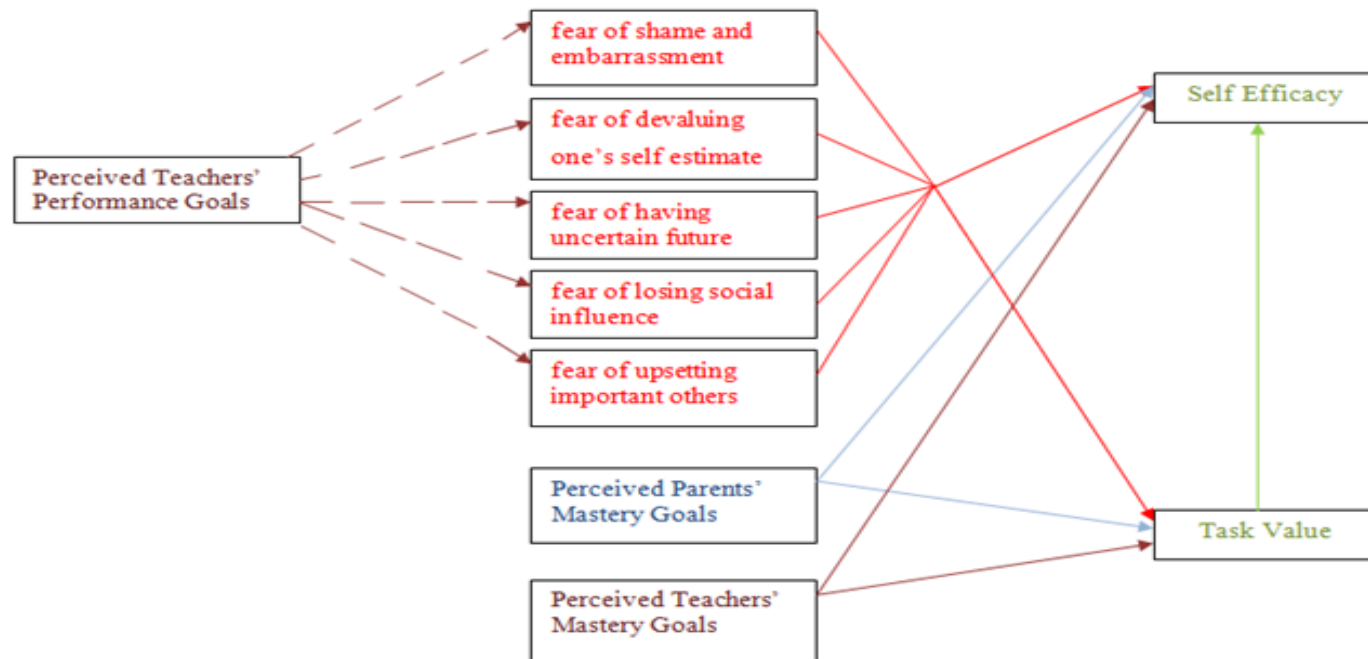 fear of shame and
embarrassment
fear of devaluing
one's self estimate
Perceived Teachers'
Performance Goals
fear of having
uncertain future
fear of losing social
influence
fear of upsetting
important others
Perceived Parents'
Mastery Goals
Perceived Teachers'
Mastery Goals
Self Efficacy
Task Value